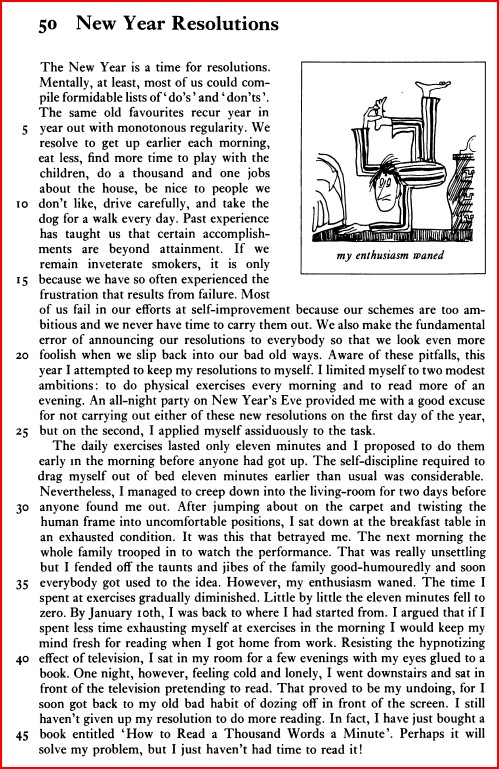 50 New Year Resolutions
The New Year is a time for resolutions.
Mentally, at least, most of us could com-
pile formidable lists of ‘do’s’ and ‘don’ts’.
The same old favourites recur year in
5 year out with monotonous regularity. We
resolve to get up earlier each morning,
eat less, find more time to play with the
children, do a thousand and one jobs
about the house, be nice to people we
10 don’t like, drive carefully, and take the
dog for a walk every day. Past experience
has taught us that certain accomplish-
ments are beyond attainment. If we
remain inveterate smokers, it is only
15 because we have so often experienced the
frustration that results from failure. Most
my enthusiasm waned
of us fail in our efforts at self-improvement because our schemes are too am-
bitious and we never have time to carry them out. We also make the fundamental
error of announcing our resolutions to everybody so that we look even more
20 foolish when we slip back into our bad old ways. Aware of these pitfalls, this
year I attempted to keep my resolutions to myself. I limited myself to two modest
ambitions: to do physical exercises every morning and to read more of an
evening. An all-night party on New Year’s Eve provided me with a good excuse
for not carrying out either of these new resolutions on the first day of the year,
25 but on the second, I applied myself assiduously to the task.
The daily exercises lasted only eleven minutes and I proposed to do them
early in the morning before anyone had got up. The self-discipline required to
drag myself out of bed eleven minutes earlier than usual was considerable.
Nevertheless, I managed to creep down into the living-room for two days before
30 anyone found me out. After jumping about on the carpet and twisting the
human frame into uncomfortable positions, I sat down at the breakfast table in
an exhausted condition. It was this that betrayed me. The next morning the
whole family trooped in to watch the performance. That was really unsettling
but I fended off the taunts and jibes of the family good-humouredly and soon
35 everybody got used to the idea. However, my enthusiasm waned. The time I
spent at exercises gradually diminished. Little by little the eleven minutes fell to
zero. By January 10th, I was back to where I had started from. I argued that if I
spent less time exhausting myself at exercises in the morning I would keep my
mind fresh for reading when I got home from work. Resisting the hypnotizing
40 effect of television, I sat in my room for a few evenings with my eyes glued to a
book. One night, however, feeling cold and lonely, I went downstairs and sat in
front of the television pretending to read. That proved to be my undoing, for I
soon got back to my old bad habit of dozing off in front of the screen. I still
haven’t given up my resolution to do more reading. In fact, I have just bought a
45 book entitled ‘How to Read a Thousand Words a Minute’. Perhaps it will
solve my problem, but I just haven’t had time to read it!